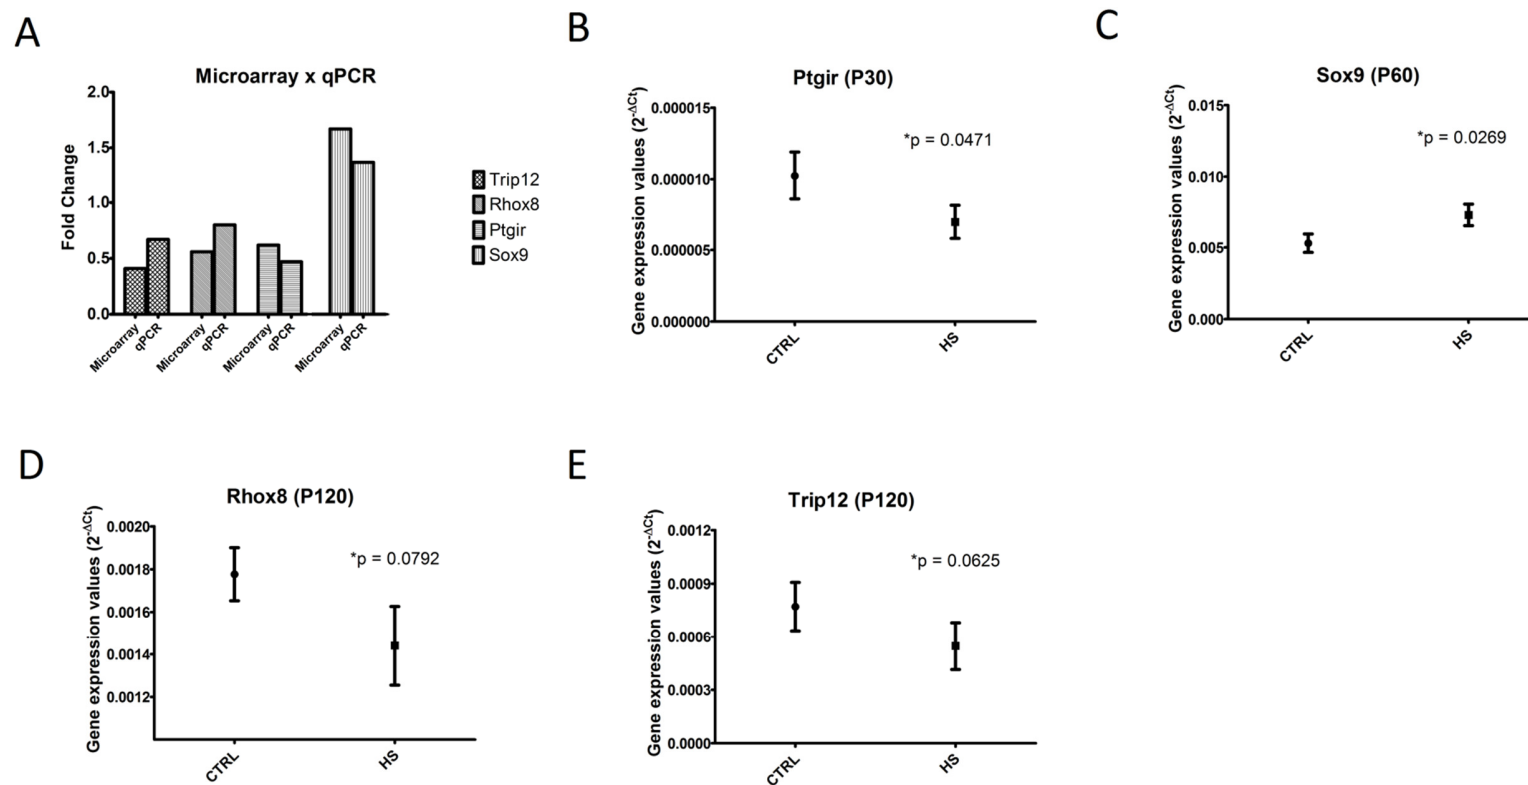 A
Microarray x qPCR
Fold Change
2.0
1.5
1.0
0.5
0.0
Microarray
qPCR
Microarray
qPCR
Microarray
qPCR
Microarray
qPCR
Trip12
Rhox8
Ptgir
Sox9
B
Ptgir (P30)
Gene expression values (2-ΔCt)
0.000015
0.000010
0.000005
0.000000
*p = 0.0471
CTRL
HS
C
Sox9 (P60)
Gene expression values (2-ΔCt)
0.015
0.010
0.005
0.000
*p = 0.0269
CTRL
HS
D
Rhox8 (P120)
Gene expression values (2-ΔCt)
0.0020
0.0018
0.0016
0.0014
0.0012
*p = 0.0792
CTRL
HS
E
Trip12 (P120)
Gene expression values (2-ΔCt)
0.0012
0.0009
0.0006
0.0003
0.0000
*p = 0.0625
CTRL
HS